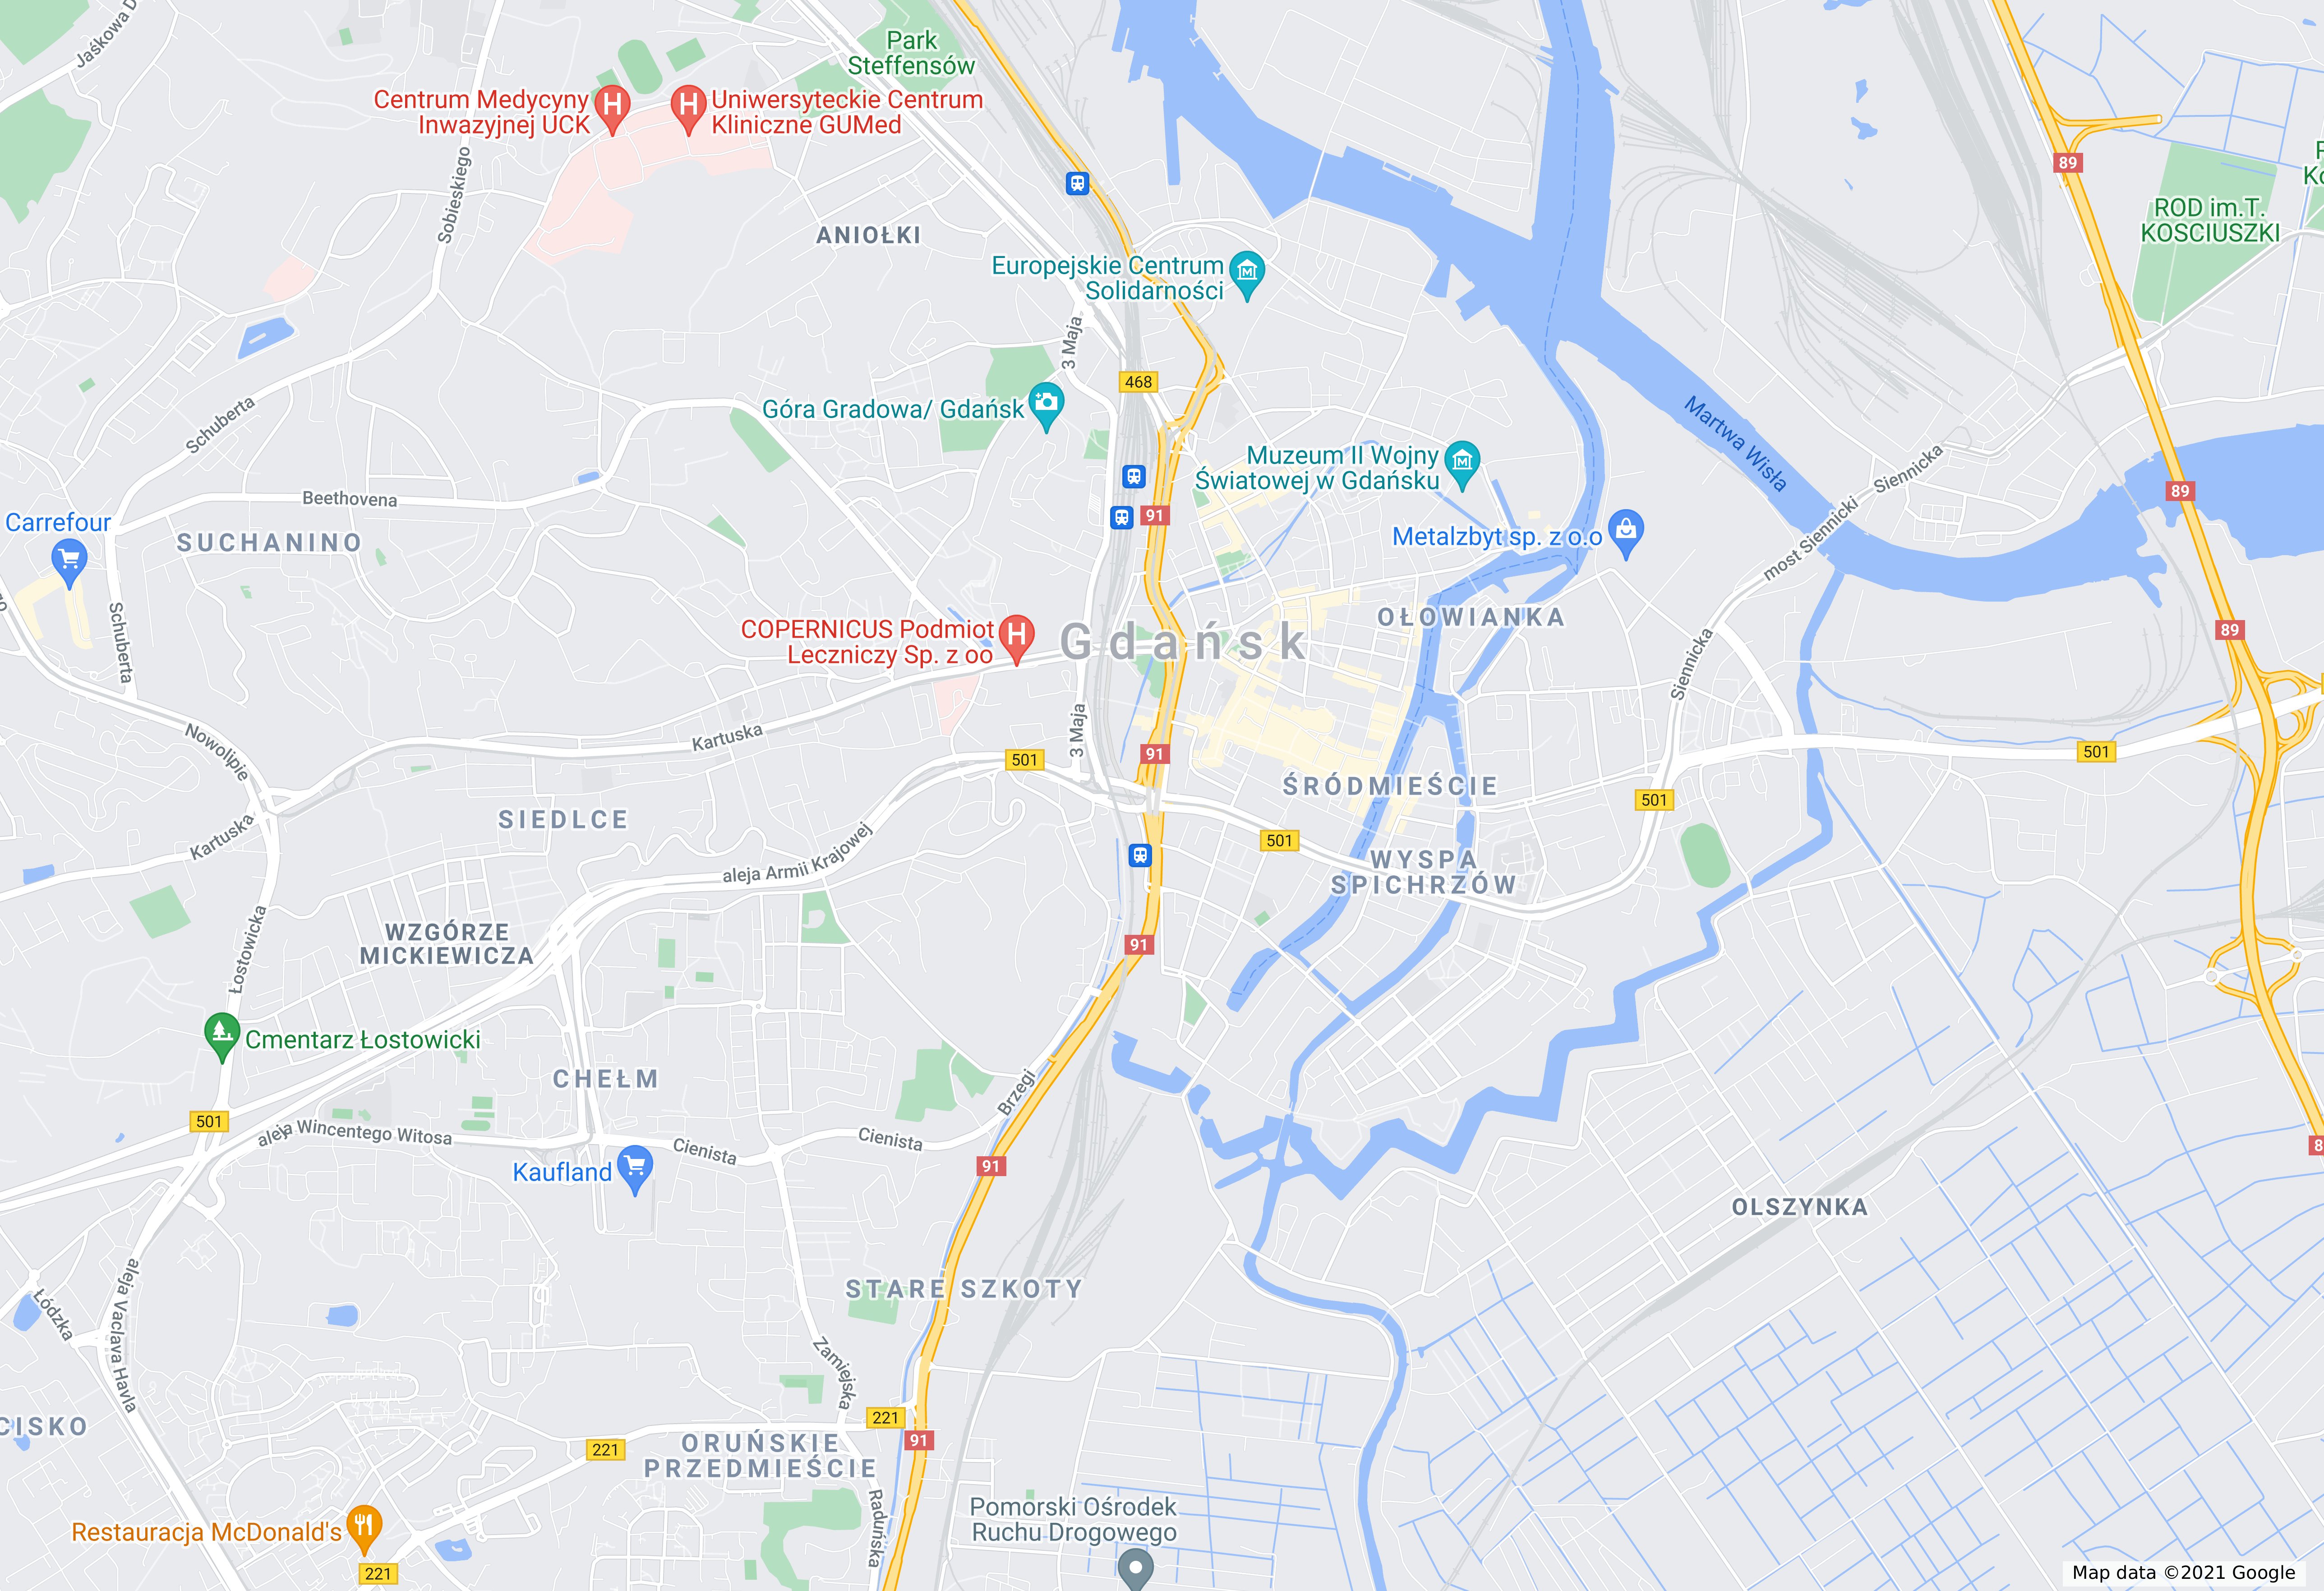 Jaśkowa D
Park
Steffensów
Centrum Medycyny
Inwazyjnej UCK
Uniwersyteckie Centrum
Kliniczne GUMed
89
Sobieskiego
ROD im.T.
KOSCIUSZKI
ANIOŁKI
Europejskie Centrum
Solidarności
3 Maja
468
Góra Gradowa/ Gdańsk
Schuberta
Martwa Wisła
Muzeum II Wojny
Światowej w Gdańsku
Siennicka
89
Beethovena
91
Carrefour
SUCHANINO
Metalzbyt sp. z o.o
most Siennicki
Schuberta
OŁOWIANKA
COPERNICUS Podmiot
Leczniczy Sp. z oo
Gdańsk
89
Siennicka
Nowolipie
Kartuska
3 Maja
91
501
501
ŚRÓDMIEŚCIE
501
SIEDLCE
Kartuska
501
aleja Armii Krajowej
WYSPA
SPICHRZÓW
WZGÓRZE
MICKIEWICZA
91
Łostowicka
Cmentarz Łostowicki
CHEŁM
Brzegi
501
aleja Wincentego Witosa
Cienista
Cienista
8
Kaufland
91
OLSZYNKA
STARE SZKOTY
Łódzka
aleja Vaclava Havla
Zamiejska
CISKO
221
91
221
ORUŃSKIE
PRZEDMIEŚCIE
Raduńska
Pomorski Ośrodek
Ruchu Drogowego
Restauracja McDonald's
221
Map data ©2021 Google